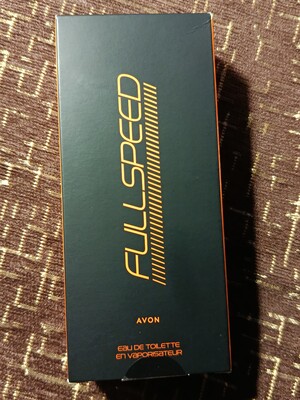 FULLSPEED
AVON
EAU DE TOILETTE
EN VAPORISATEUR